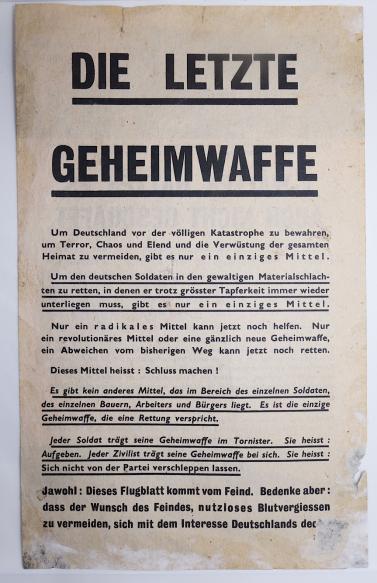 DIE LETZTE
GEHEIMWAFFE
Um Deutschland vor der völligen Katastrophe zu bewahren,
um Terror, Chaos und Elend und die Verwüstung der gesamten
Heimat zu vermeiden, gibt es nur ein einziges Mittel.
Um den deutschen Soldaten in den gewaltigen Materialschlach-
ten zu retten, in denen er trotz grösster Tapferkeit immer wieder
unterliegen muss, gibt es nur ein einziges Mittel.
Nur ein radikales Mittel kann jetzt noch helfen. Nur
ein revolutionäres Mittel oder eine gänzlich neue Geheimwaffe,
ein Abweichen vom bisherigen Weg kann jetzt noch retten.
Dieses Mittel heisst : Schluss machen !
Es gibt kein anderes Mittel, das im Bereich des einzelnen Soldaten,
des einzelnen Bauern, Arbeiters und Bürgers liegt. Es ist die einzige
Geheimwaffe, die eine Rettung verspricht.
Jeder Soldat trägt seine Geheimwaffe im Tornister. Sie heisst :
Aufgeben. Jeder Zivilist trägt seine Geheimwaffe bei sich. Sie heisst :
Sich nicht von der Partei verschleppen lassen.
Jawohl : Dieses Flugblatt kommt vom Feind. Bedenke aber :
dass der Wunsch des Feindes, nutzloses Blutvergiessen
zu vermeiden, sich mit dem Interesse Deutschlands